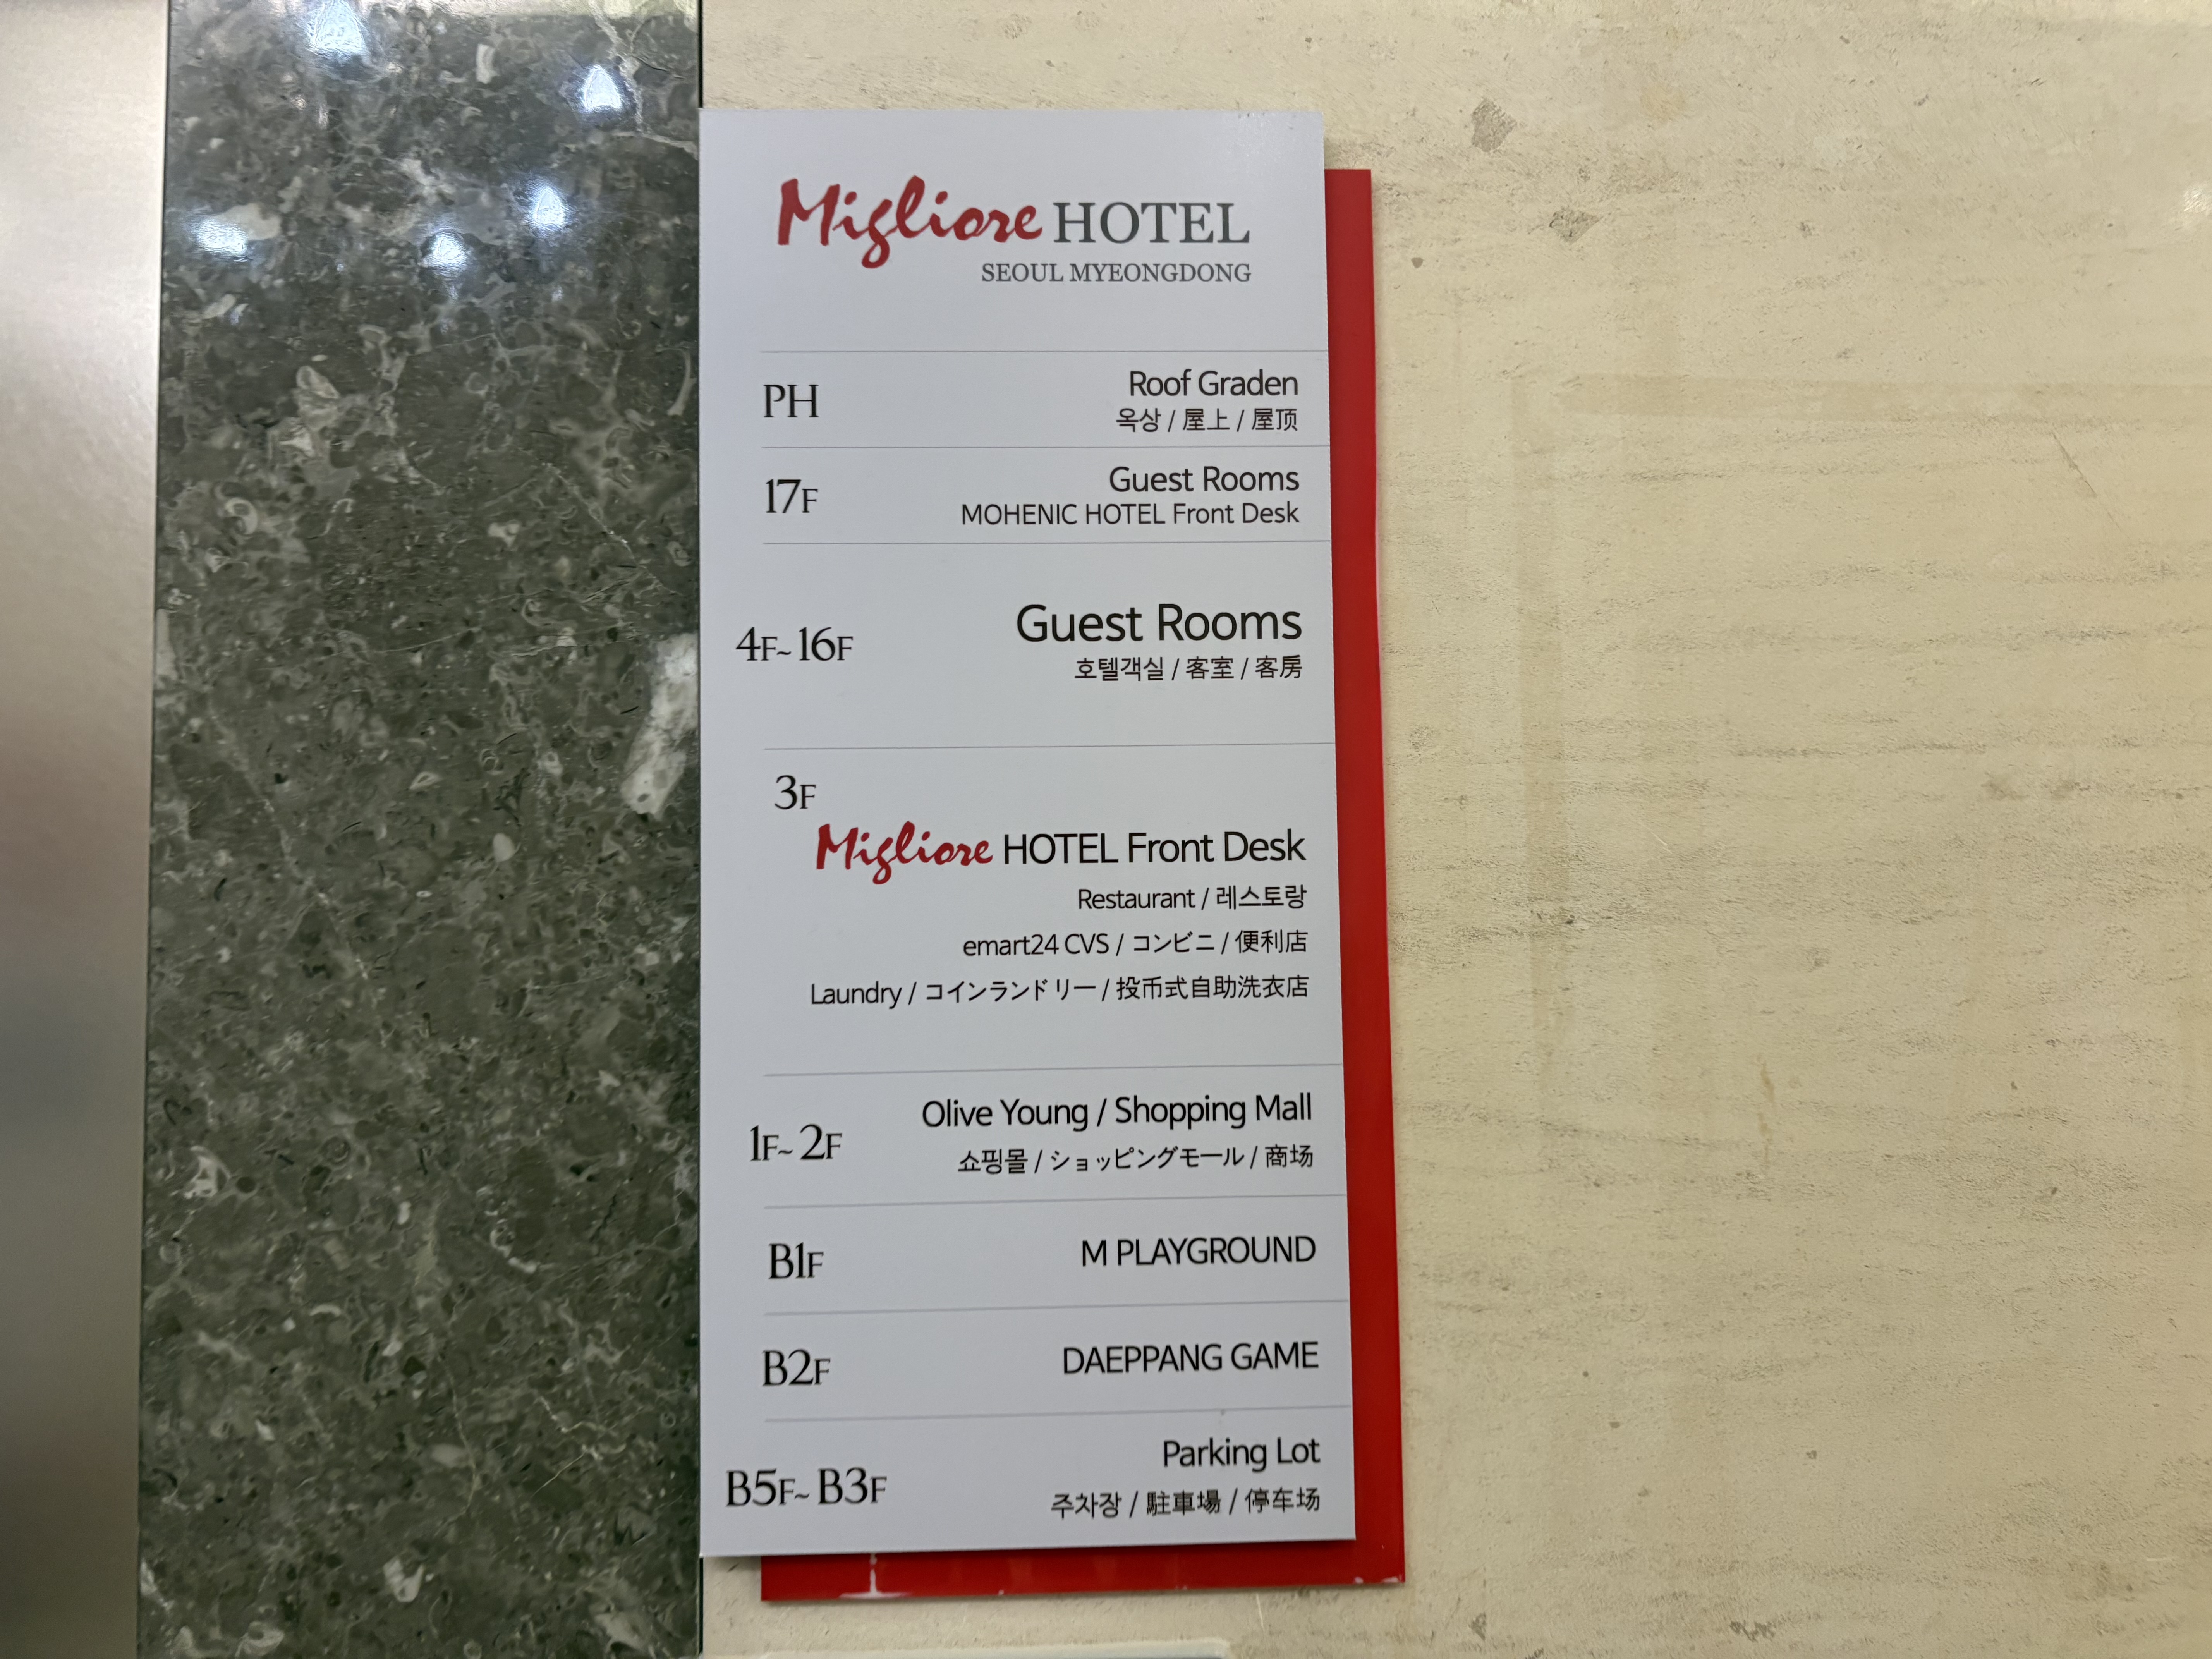 Migliore HOTEL
SEOUL MYEONGDONG
PH
Roof Graden
옥상 / 屋上 / 屋顶
17F
Guest Rooms
MOHENIC HOTEL Front Desk
4F~16F
Guest Rooms
호텔객실 / 客室 / 客房
3F
Migliore HOTEL Front Desk
Restaurant / 레스토랑
emart24 CVS / コンビニ / 便利店
Laundry / コインランドリー / 投币式自助洗衣店
1F~2F
Olive Young / Shopping Mall
쇼핑몰 / ショッピングモール / 商场
B1F
M PLAYGROUND
B2F
DAEPPANG GAME
B5F~B3F
Parking Lot
주차장 / 駐車場 / 停车场